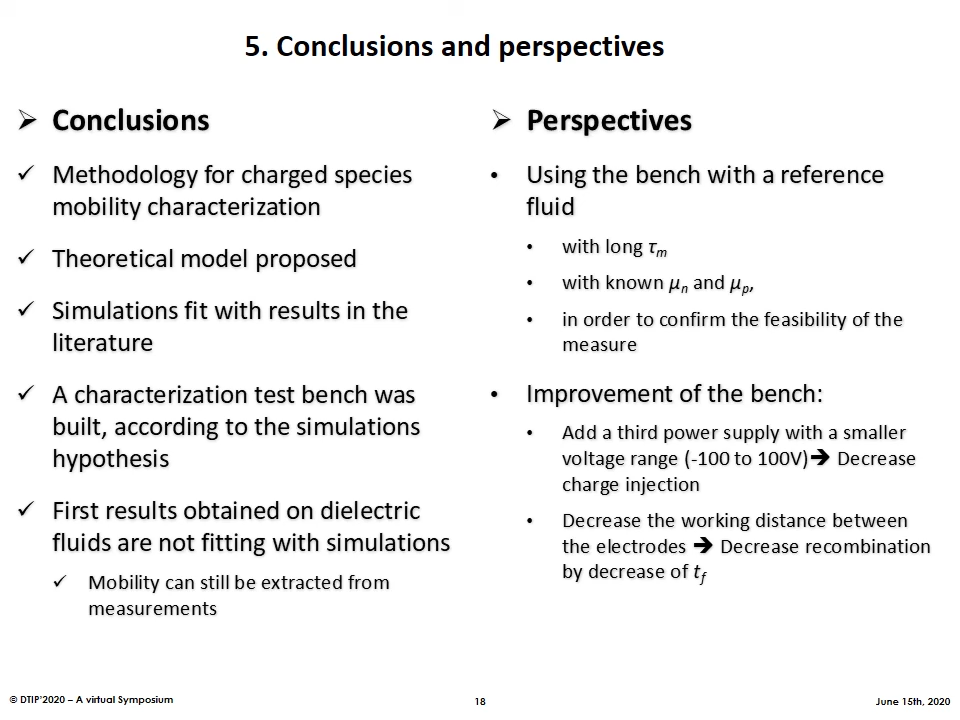 5. Conclusions and perspectives
➢ Conclusions
✓ Methodology for charged species
mobility characterization
✓ Theoretical model proposed
✓ Simulations fit with results in the
literature
✓ A characterization test bench was
built, according to the simulations
hypothesis
✓ First results obtained on dielectric
fluids are not fitting with simulations
✓ Mobility can still be extracted from
measurements
➢ Perspectives
• Using the bench with a reference
fluid
• with long τm
• with known μn and μp,
• in order to confirm the feasibility of the
measure
• Improvement of the bench:
• Add a third power supply with a smaller
voltage range (-100 to 100V)🡺 Decrease
charge injection
• Decrease the working distance between
the electrodes 🡺 Decrease recombination
by decrease of tf
© DTIP'2020 – A virtual Symposium
18
June 15th, 2020